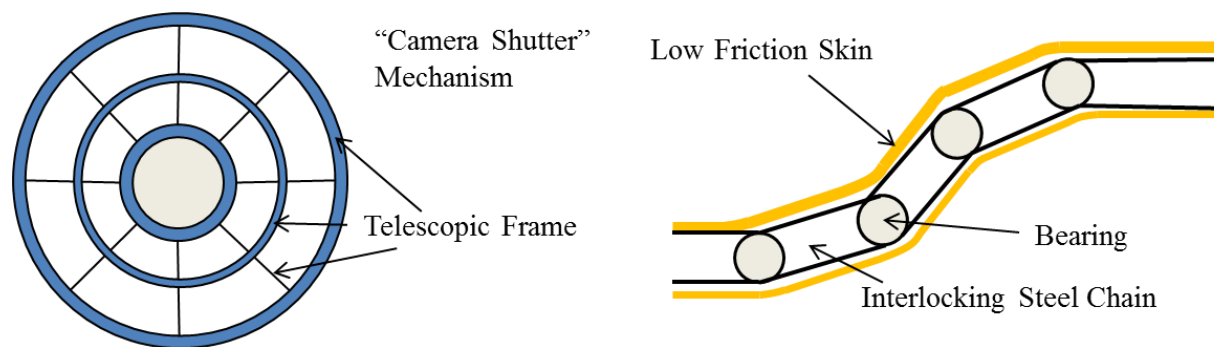 “Camera Shutter”
Mechanism
Telescopic Frame
Low Friction Skin
Bearing
Interlocking Steel Chain